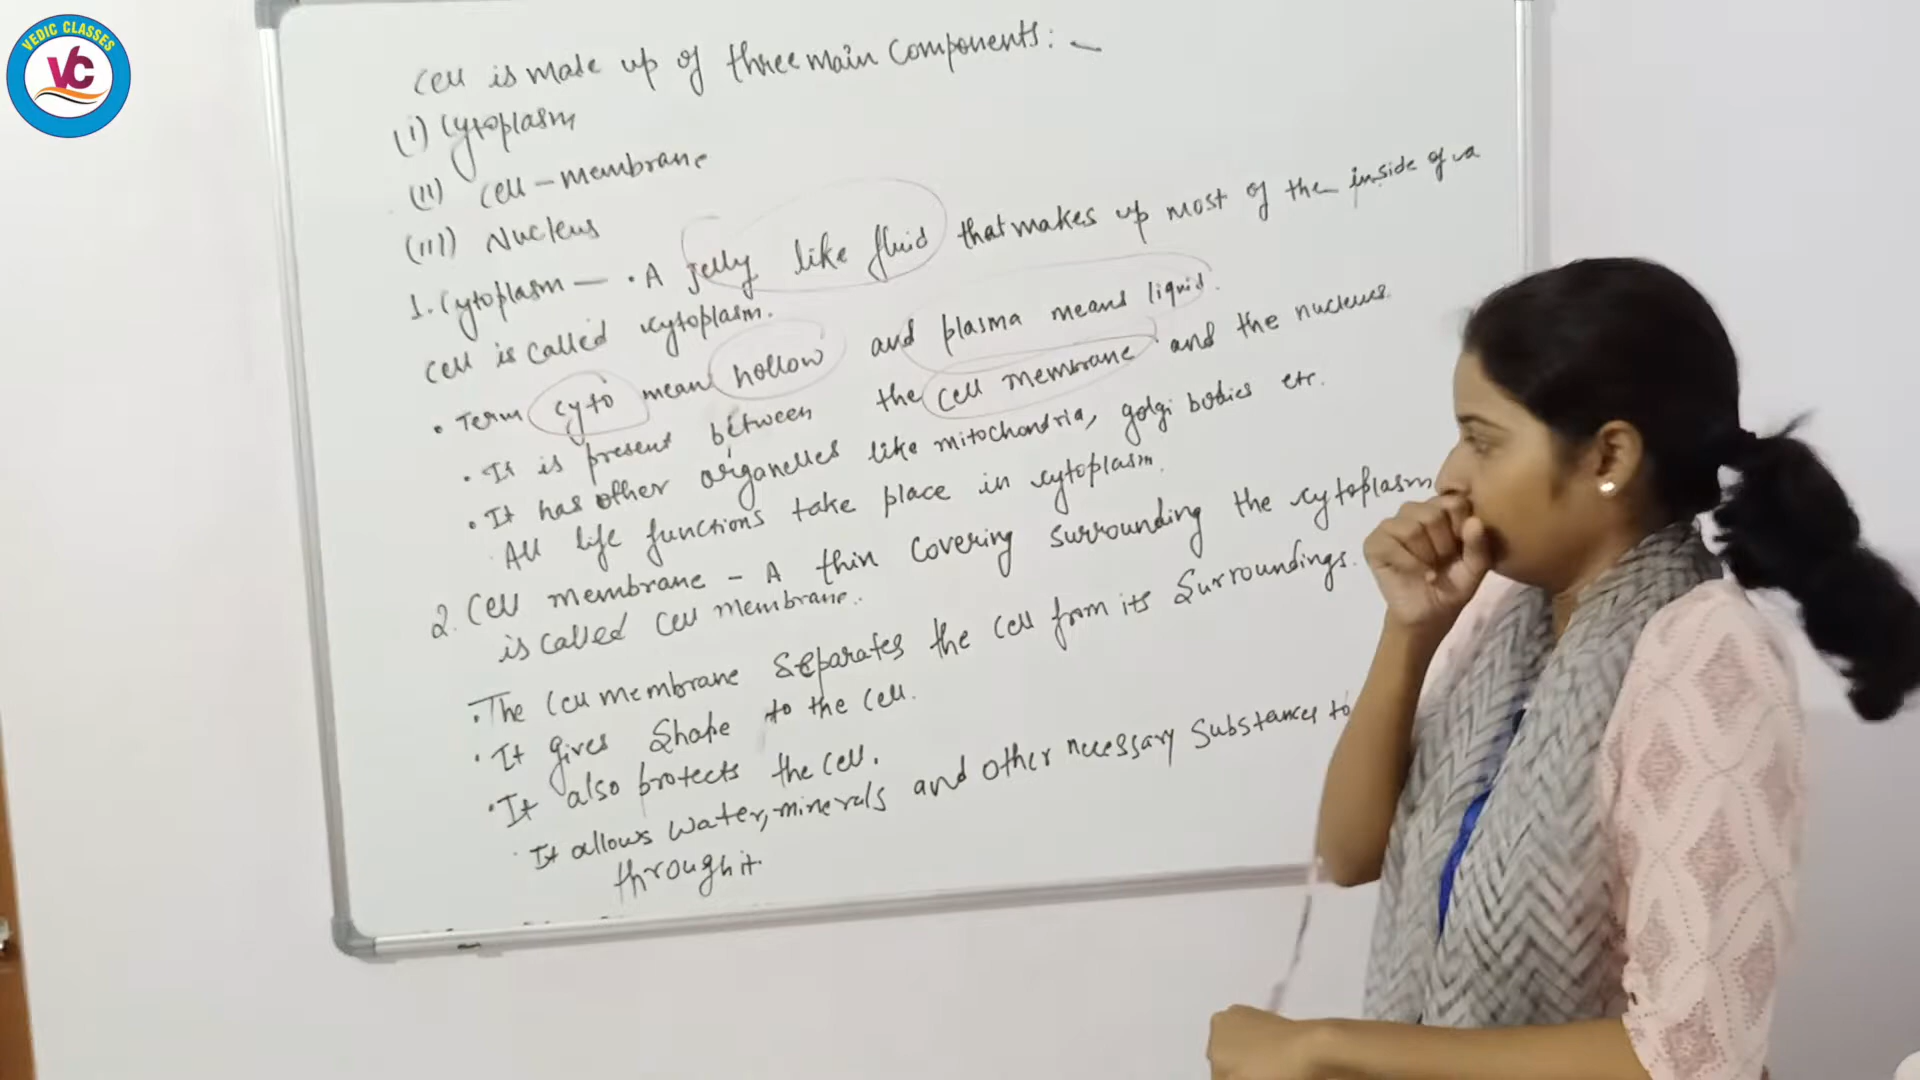 VEDIC CLASSES
VC
Cell is made up of three main components:-
(I) Cytoplasm
(II) Cell-membrane
(III) Nucleus
1. Cytoplasm — • A jelly like fluid that makes up most of the inside of a
cell is called cytoplasm.
• Term cyto means hollow and plasma means liquid.
• It is present between the cell membrane and the nucleus.
• It has other organelles like mitochondria, golgi bodies etc.
• All life functions take place in cytoplasm.
2. Cell membrane - A thin covering surrounding the cytoplasm
is called cell membrane.
• The cell membrane separates the cell from its surroundings.
• It gives shape to the cell.
• It also protects the cell.
• It allows water, minerals and other necessary substances to
through it.